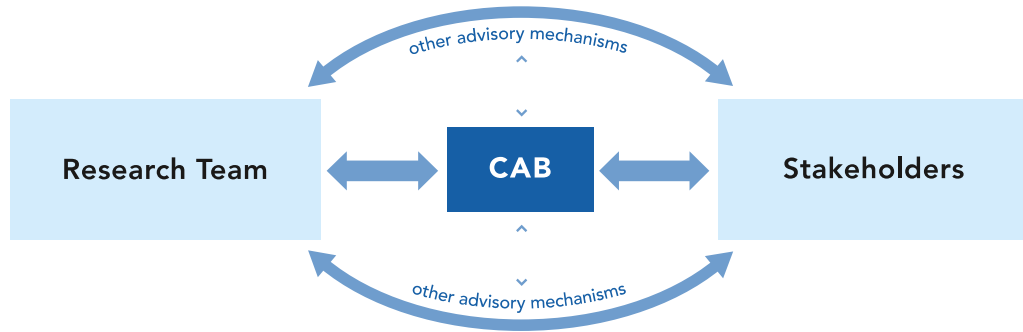 other advisory mechanisms
Research Team
CAB
Stakeholders
other advisory mechanisms